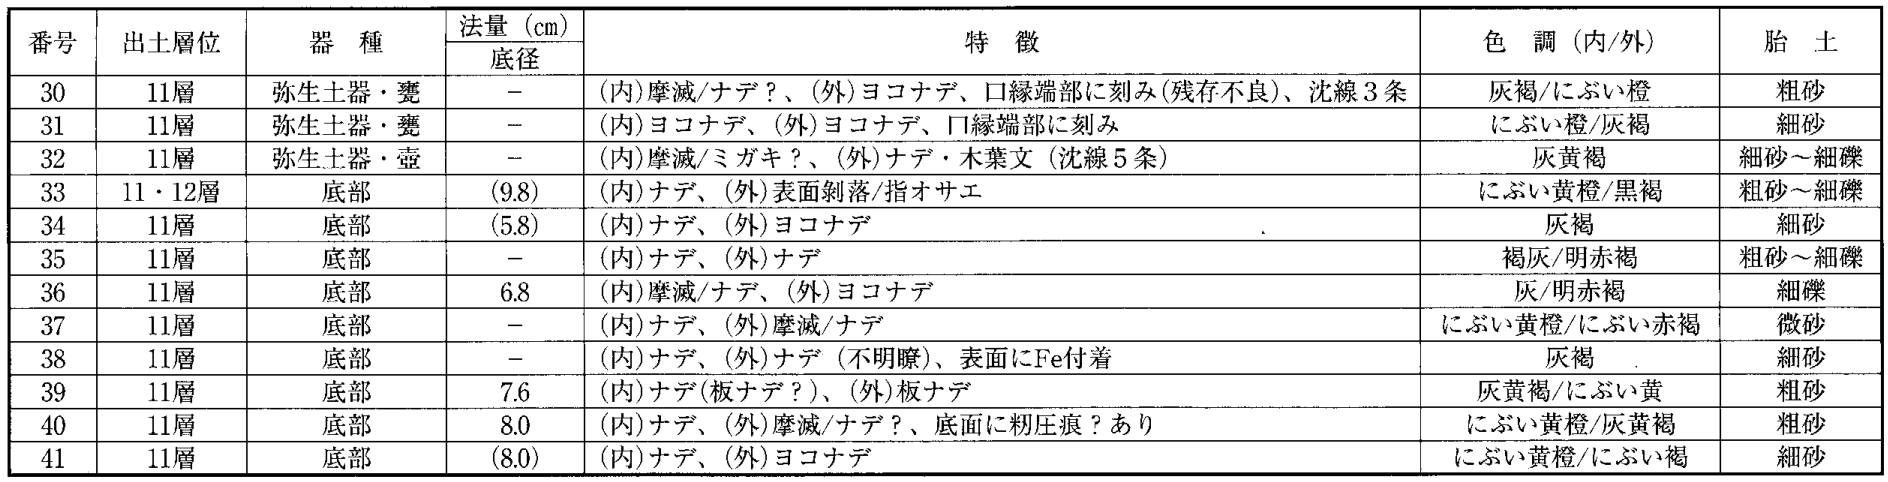 番号 出土層位 器種 法量(cm) 底径 特徴 色調(内/外) 胎土
30 11層 弥生土器・甕 − (内)摩滅/ナデ?、(外)ヨコナデ、口縁端部に刻み(残存不良)、沈線3条 灰褐/にぶい橙 粗砂
31 11層 弥生土器・甕 − (内)ヨコナデ、(外)ヨコナデ、口縁端部に刻み にぶい橙/灰褐 細砂
32 11層 弥生土器・壺 − (内)摩滅/ミガキ?、(外)ナデ・木葉文(沈線5条) 灰黄褐 細砂~細礫
33 11・12層 底部 (9.8) (内)ナデ、(外)表面剝落/指オサエ にぶい黄橙/黒褐 粗砂~細礫
34 11層 底部 (5.8) (内)ナデ、(外)ヨコナデ 灰褐 細砂
35 11層 底部 − (内)ナデ、(外)ナデ 褐灰/明赤褐 粗砂~細礫
36 11層 底部 6.8 (内)摩滅/ナデ、(外)ヨコナデ 灰/明赤褐 細礫
37 11層 底部 − (内)ナデ、(外)摩滅/ナデ にぶい黄橙/にぶい赤褐 微砂
38 11層 底部 − (内)ナデ、(外)ナデ(不明瞭)、表面にFe付着 灰褐 細砂
39 11層 底部 7.6 (内)ナデ(板ナデ?)、(外)板ナデ 灰黄褐/にぶい黄 粗砂
40 11層 底部 8.0 (内)ナデ、(外)摩滅/ナデ?、底面に籾圧痕?あり にぶい黄橙/灰黄褐 粗砂
41 11層 底部 (8.0) (内)ナデ、(外)ヨコナデ にぶい黄橙/にぶい褐 細砂